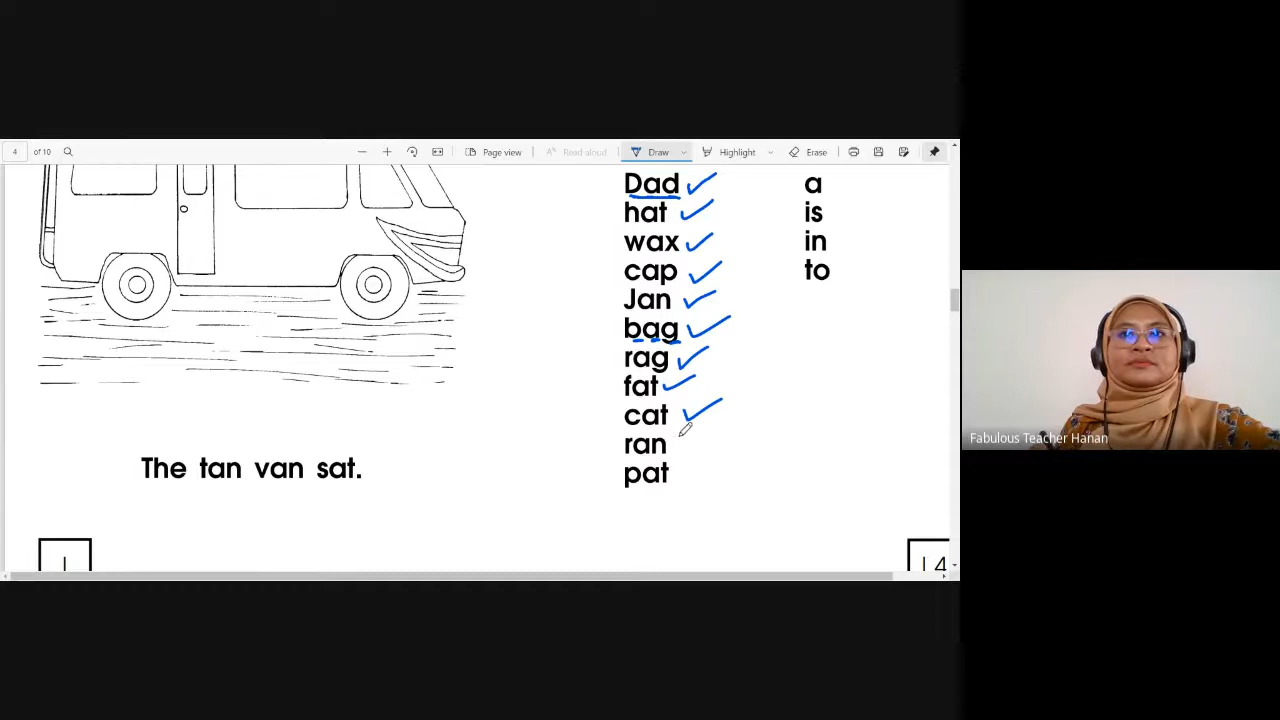 4 of 10 Page view Read aloud Draw Highlight Erase
Dad
hat
wax
cap
Jan
bag
rag
fat
cat
ran
pat
a
is
in
to
The tan van sat.
1
14
Fabulous Teacher Hanan